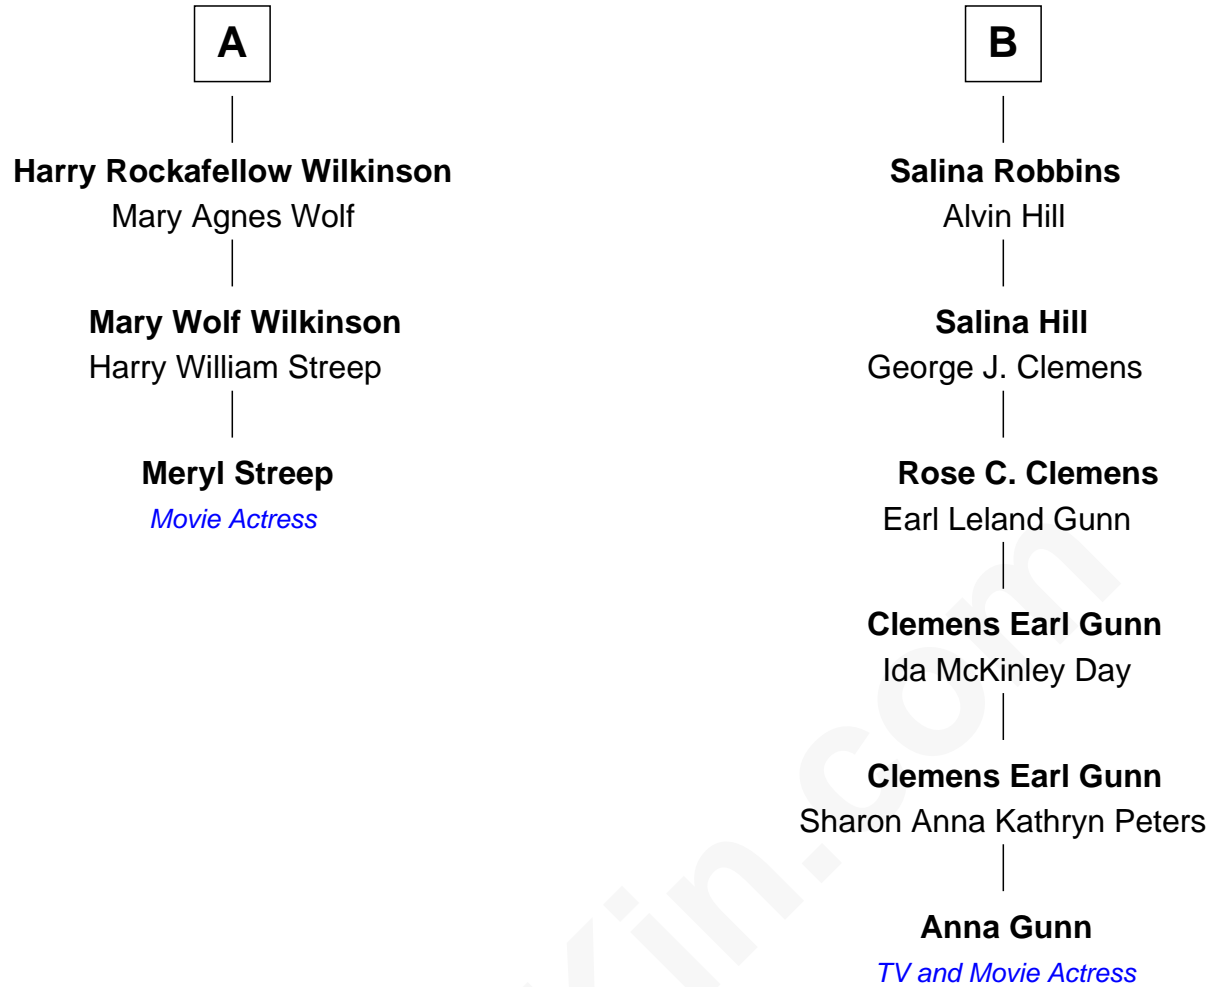 A
Harry Rockafellow Wilkinson
Mary Agnes Wolf
Mary Wolf Wilkinson
Harry William Streep
Meryl Streep
Movie Actress
B
Salina Robbins
Alvin Hill
Salina Hill
George J. Clemens
Rose C. Clemens
Earl Leland Gunn
Clemens Earl Gunn
Ida McKinley Day
Clemens Earl Gunn
Sharon Anna Kathryn Peters
Anna Gunn
TV and Movie Actress
Kin.com